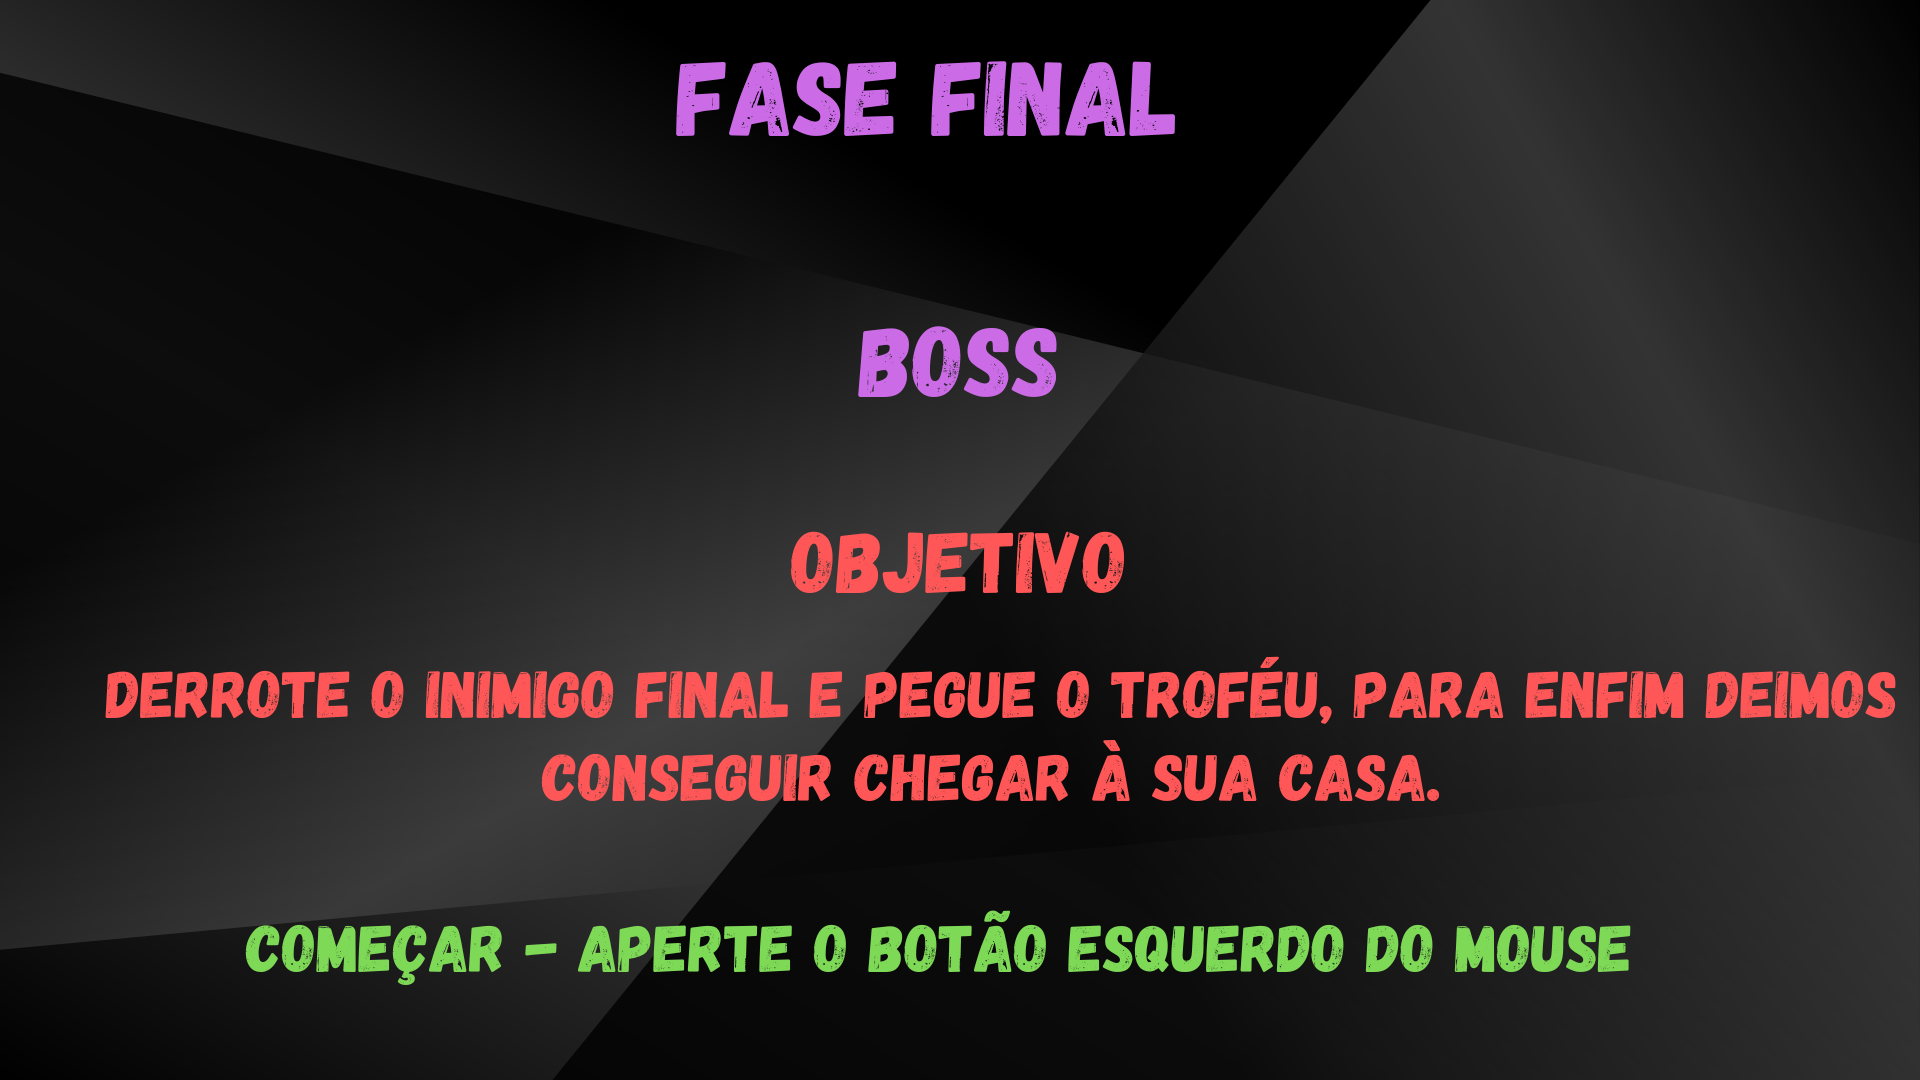 FASE FINAL
BOSS
OBJETIVO
DERROTE O INIMIGO FINAL E PEGUE O TROFÉU, PARA ENFIM DEIMOS
CONSEGUIR CHEGAR À SUA CASA.
COMEÇAR - APERTE O BOTÃO ESQUERDO DO MOUSE